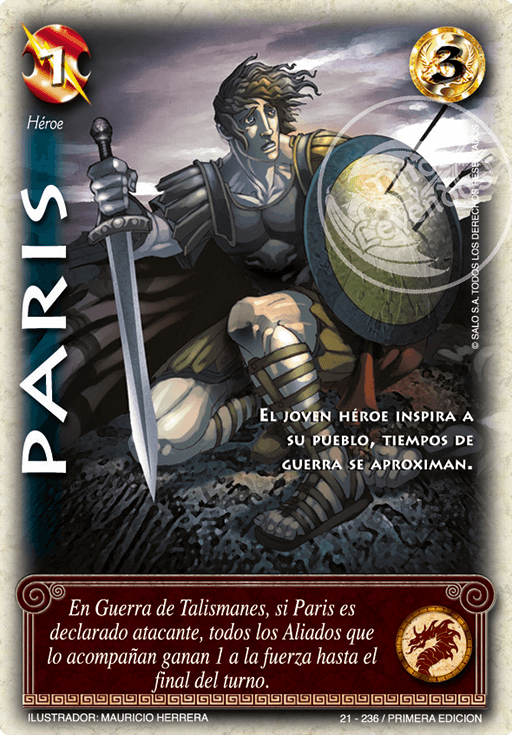 1
3
Héroe
PARIS
© SALO S.A. TODOS LOS DERECHOS RESERVADOS
EL JOVEN HÉROE INSPIRA A
SU PUEBLO, TIEMPOS DE
GUERRA SE APROXIMAN.
En Guerra de Talismanes, si Paris es
declarado atacante, todos los Aliados que
lo acompañan ganan 1 a la fuerza hasta el
final del turno.
ILUSTRADOR: MAURICIO HERRERA
21 - 236 / PRIMERA EDICION